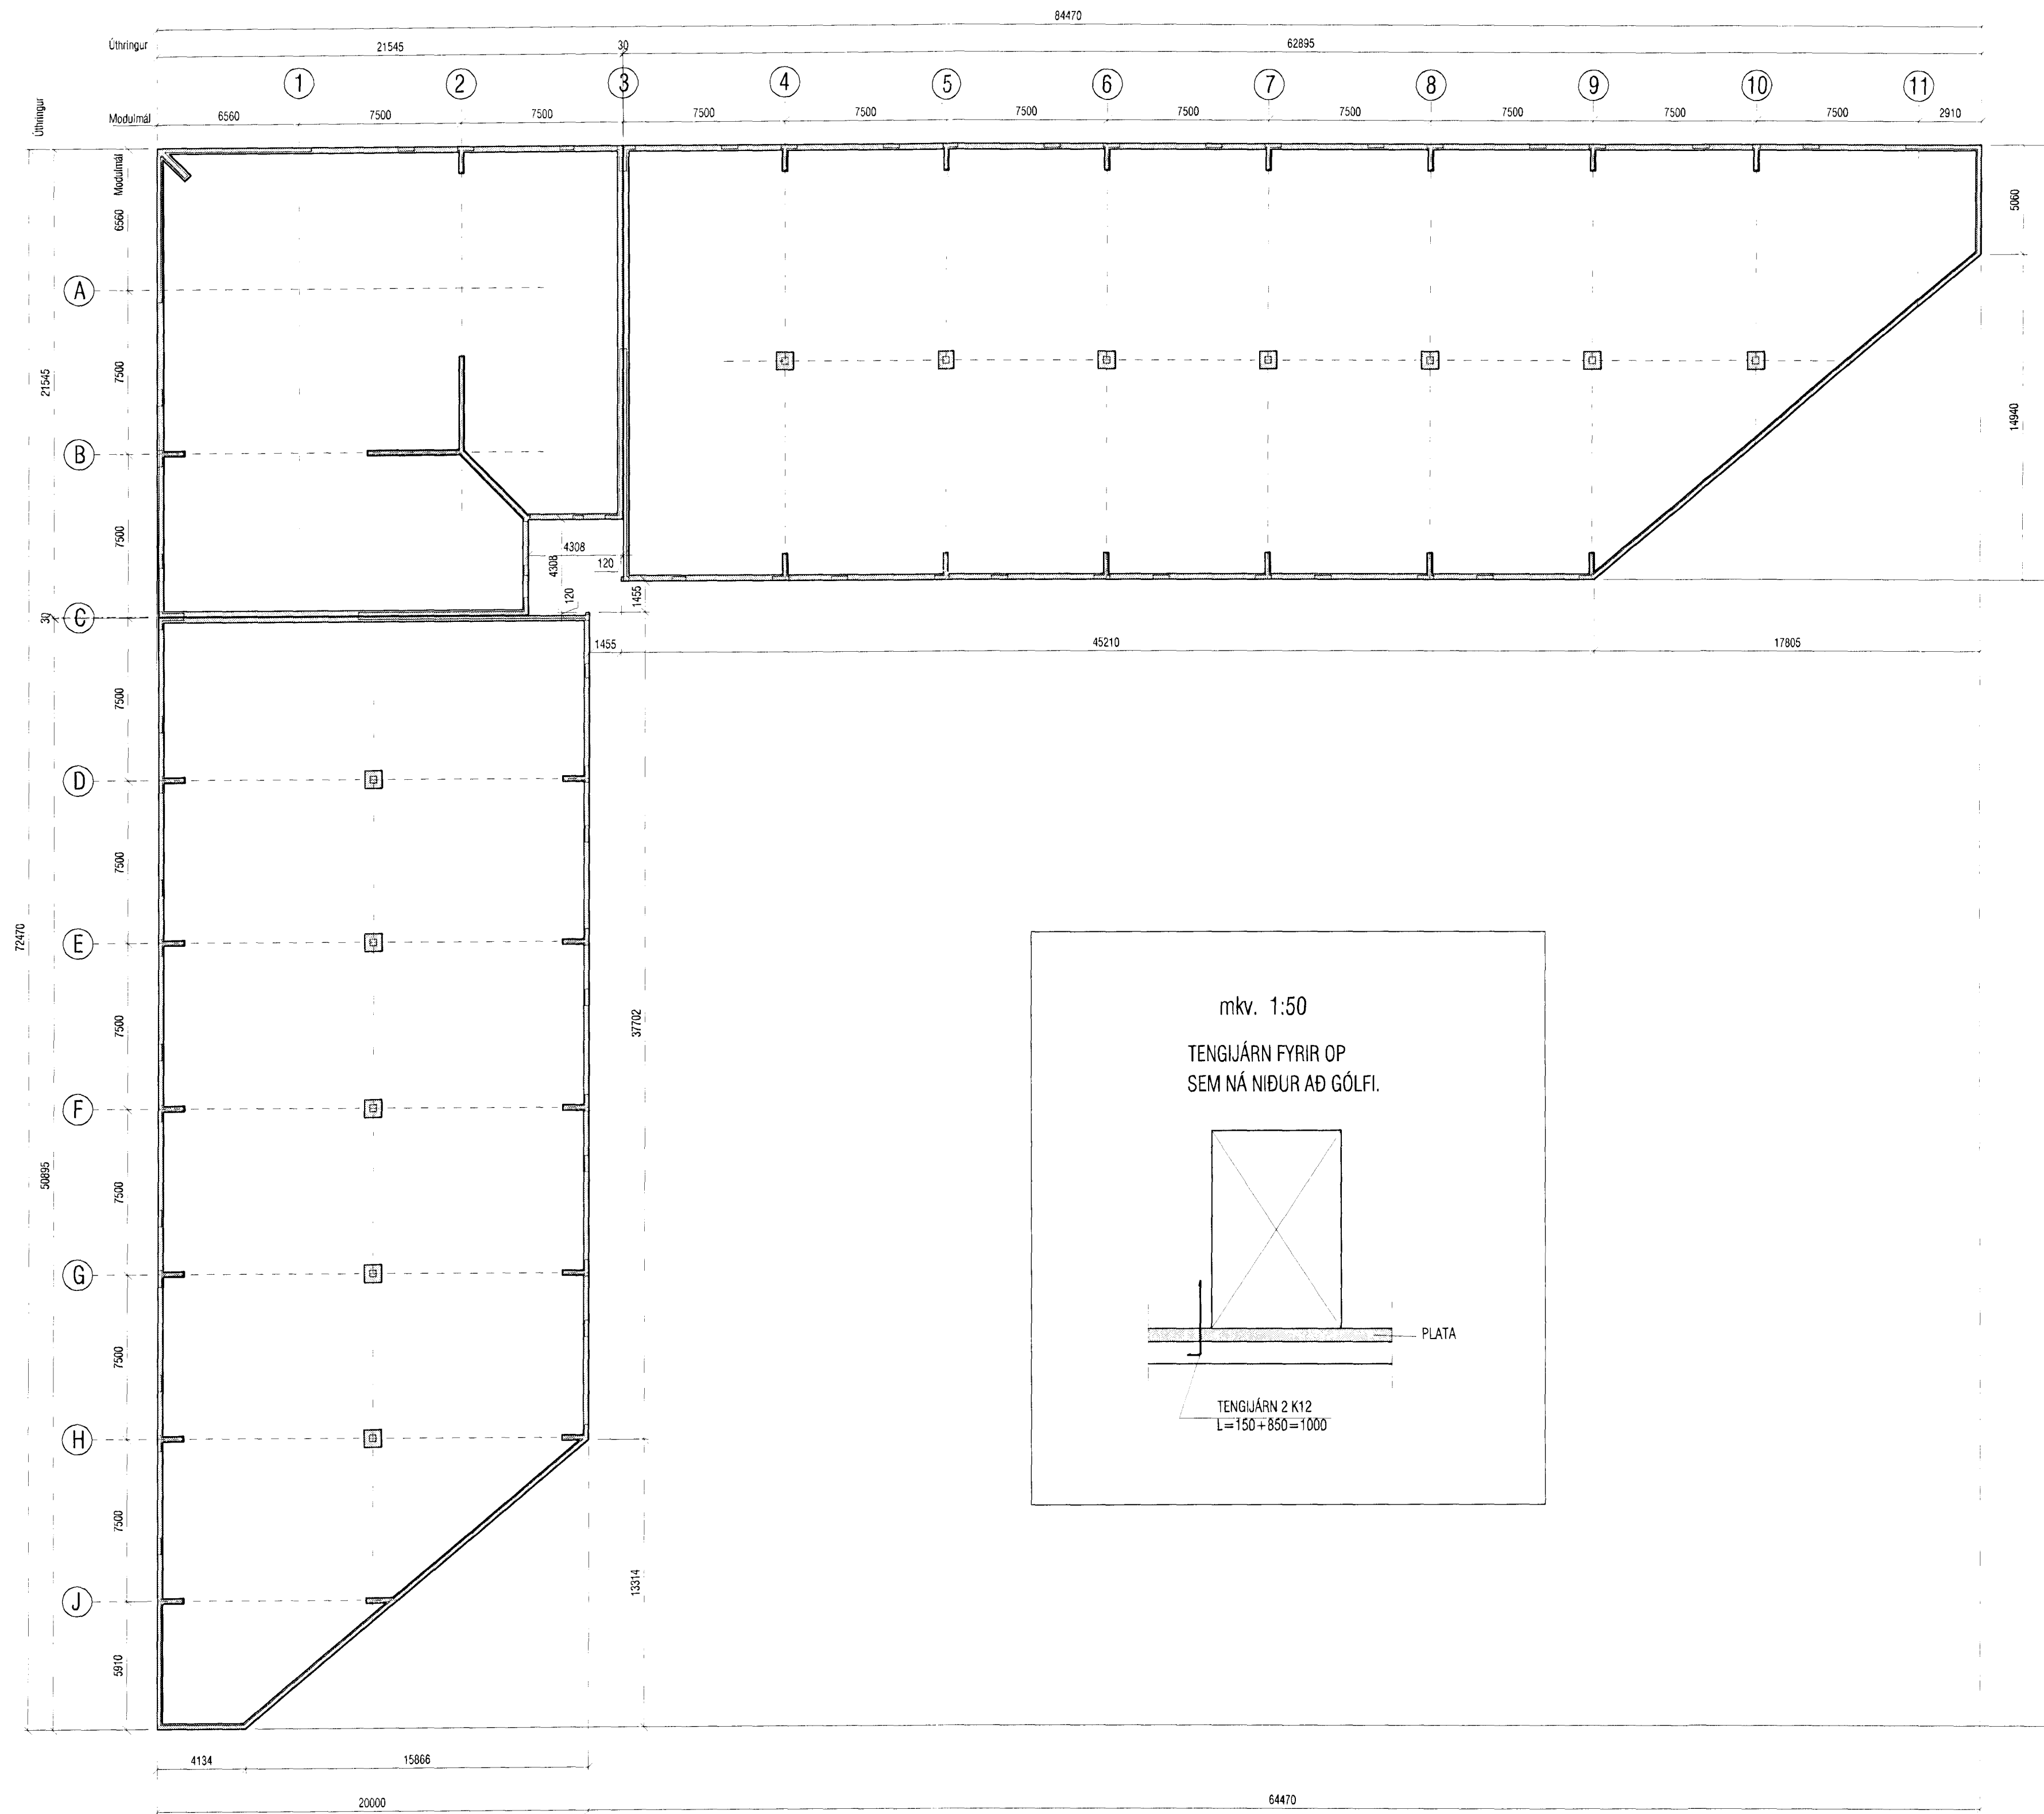 84470
Úthringur 21545 30 62895
1 2 3 4 5 6 7 8 9 10 11
Modulmál 6560 7500 7500 7500 7500 7500 7500 7500 7500 7500 7500 2910
Úthringur
Modulmál
6560
A
7500
21545
B
7500
C
30
7500
D
7500
E
72470
7500
F
50895
7500
G
7500
H
7500
J
5910
5060
14940
4308
4308
120
120
1455
1455
45210
17805
37702
13314
mkv. 1:50
TENGIJÁRN FYRIR OP
SEM NÁ NIÐUR AÐ GÓLFI.
PLATA
TENGIJÁRN 2 K12
L=150+850=1000
4134 15866
20000 64470